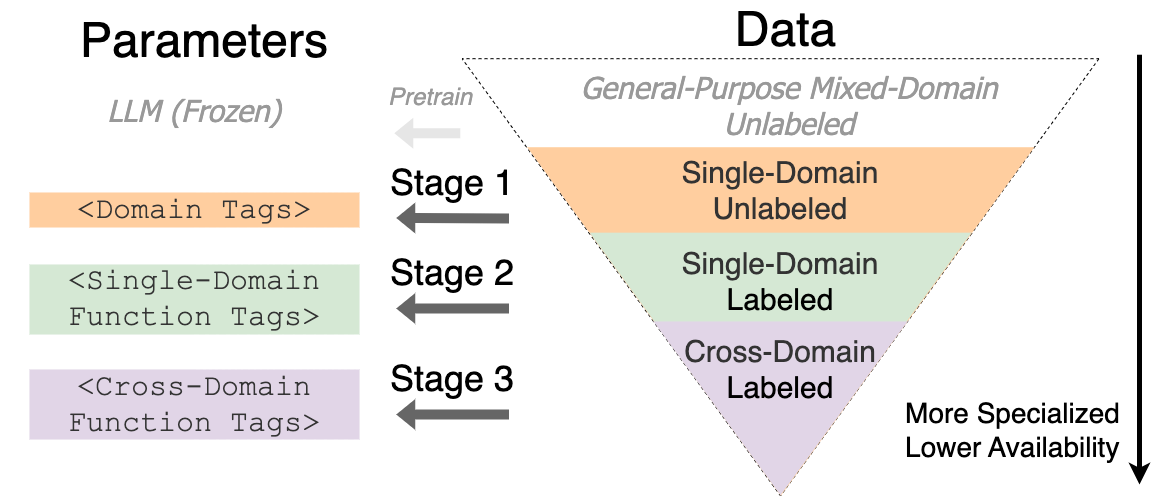 Parameters
Data
LLM (Frozen)
Pretrain
General-Purpose Mixed-Domain
Unlabeled
Stage 1
<Domain Tags>
Single-Domain
Unlabeled
Stage 2
<Single-Domain
Function Tags>
Single-Domain
Labeled
Stage 3
<Cross-Domain
Function Tags>
Cross-Domain
Labeled
More Specialized
Lower Availability